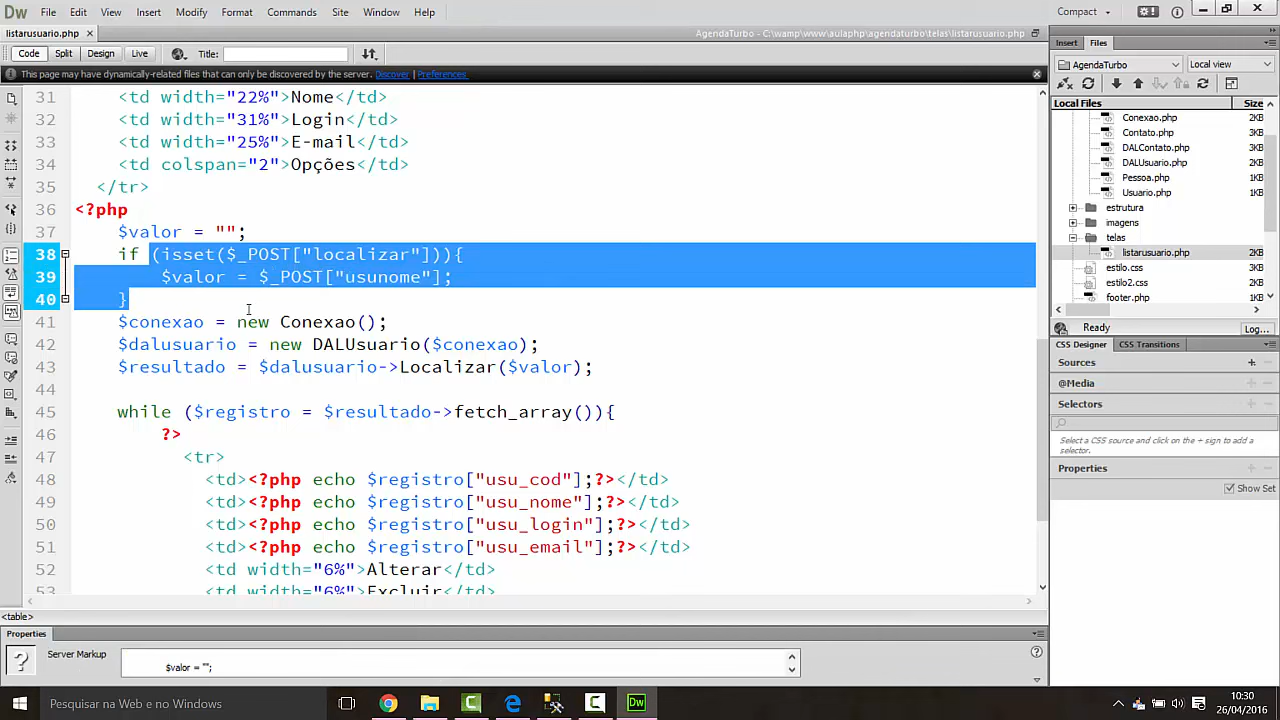 Dw File Edit View Insert Modify Format Commands Site Window Help Compact
listarusuario.php × AgendaTurbo - C:\wamp\www\aulaphp\agendaturbo\telas\listarusuario.php
Code Split Design Live Title:
This page may have dynamically-related files that can only be discovered by the server. Discover | Preferences
31 <td width="22%">Nome</td>
32 <td width="31%">Login</td>
33 <td width="25%">E-mail</td>
34 <td colspan="2">Opções</td>
35 </tr>
36 <?php
37 $valor = "";
38 if (isset($_POST["localizar"])){
39 $valor = $_POST["usunome"];
40 }
41 $conexao = new Conexao();
42 $dalusuario = new DALUsuario($conexao);
43 $resultado = $dalusuario->Localizar($valor);
44
45 while ($registro = $resultado->fetch_array()){
46 ?>
47 <tr>
48 <td><?php echo $registro["usu_cod"];?></td>
49 <td><?php echo $registro["usu_nome"];?></td>
50 <td><?php echo $registro["usu_login"];?></td>
51 <td><?php echo $registro["usu_email"];?></td>
52 <td width="6%">Alterar</td>
53 <td width="6%">Excluir</td>
<table>
Properties
Server Markup $valor = "";
Insert Files
AgendaTurbo Local view
Local Files Size
Conexao.php 2KB
Contato.php 1KB
DALContato.php 3KB
DALUsuario.php 2KB
Pessoa.php 1KB
Usuario.php 1KB
estrutura
imagens
telas
listarusuario.php 2KB
estilo.css 2KB
estilo2.css 2KB
footer.php 1KB
Ready Log...
CSS Designer CSS Transitions
Sources
@Media
Selectors
Select a CSS source and click on the + sign to add a
selector.
Properties
Show Set
Pesquisar na Web e no Windows Dw
10:30
26/04/2016